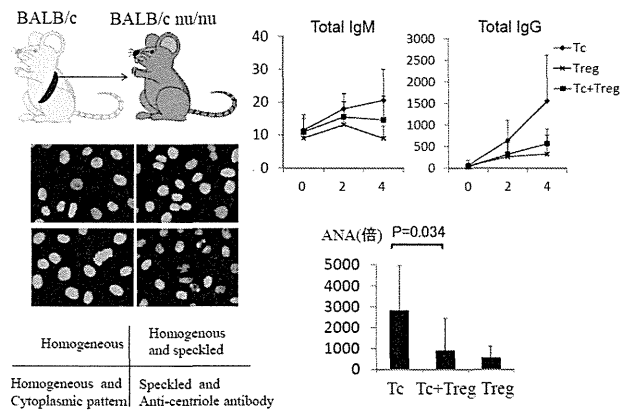 BALB/c
BALB/c nu/nu
Total IgM
40
30
20
10
0
0
2
4
Total IgG
3000
2500
2000
1500
1000
500
0
0
2
4
Tc
Treg
Tc+Treg
ANA(倍)
P=0.034
5000
4000
3000
2000
1000
0
Tc
Tc+Treg
Treg
Homogeneous
Homogenous
and speckled
Homogeneous and
Cytoplasmic pattern
Speckled and
Anti-centriole antibody